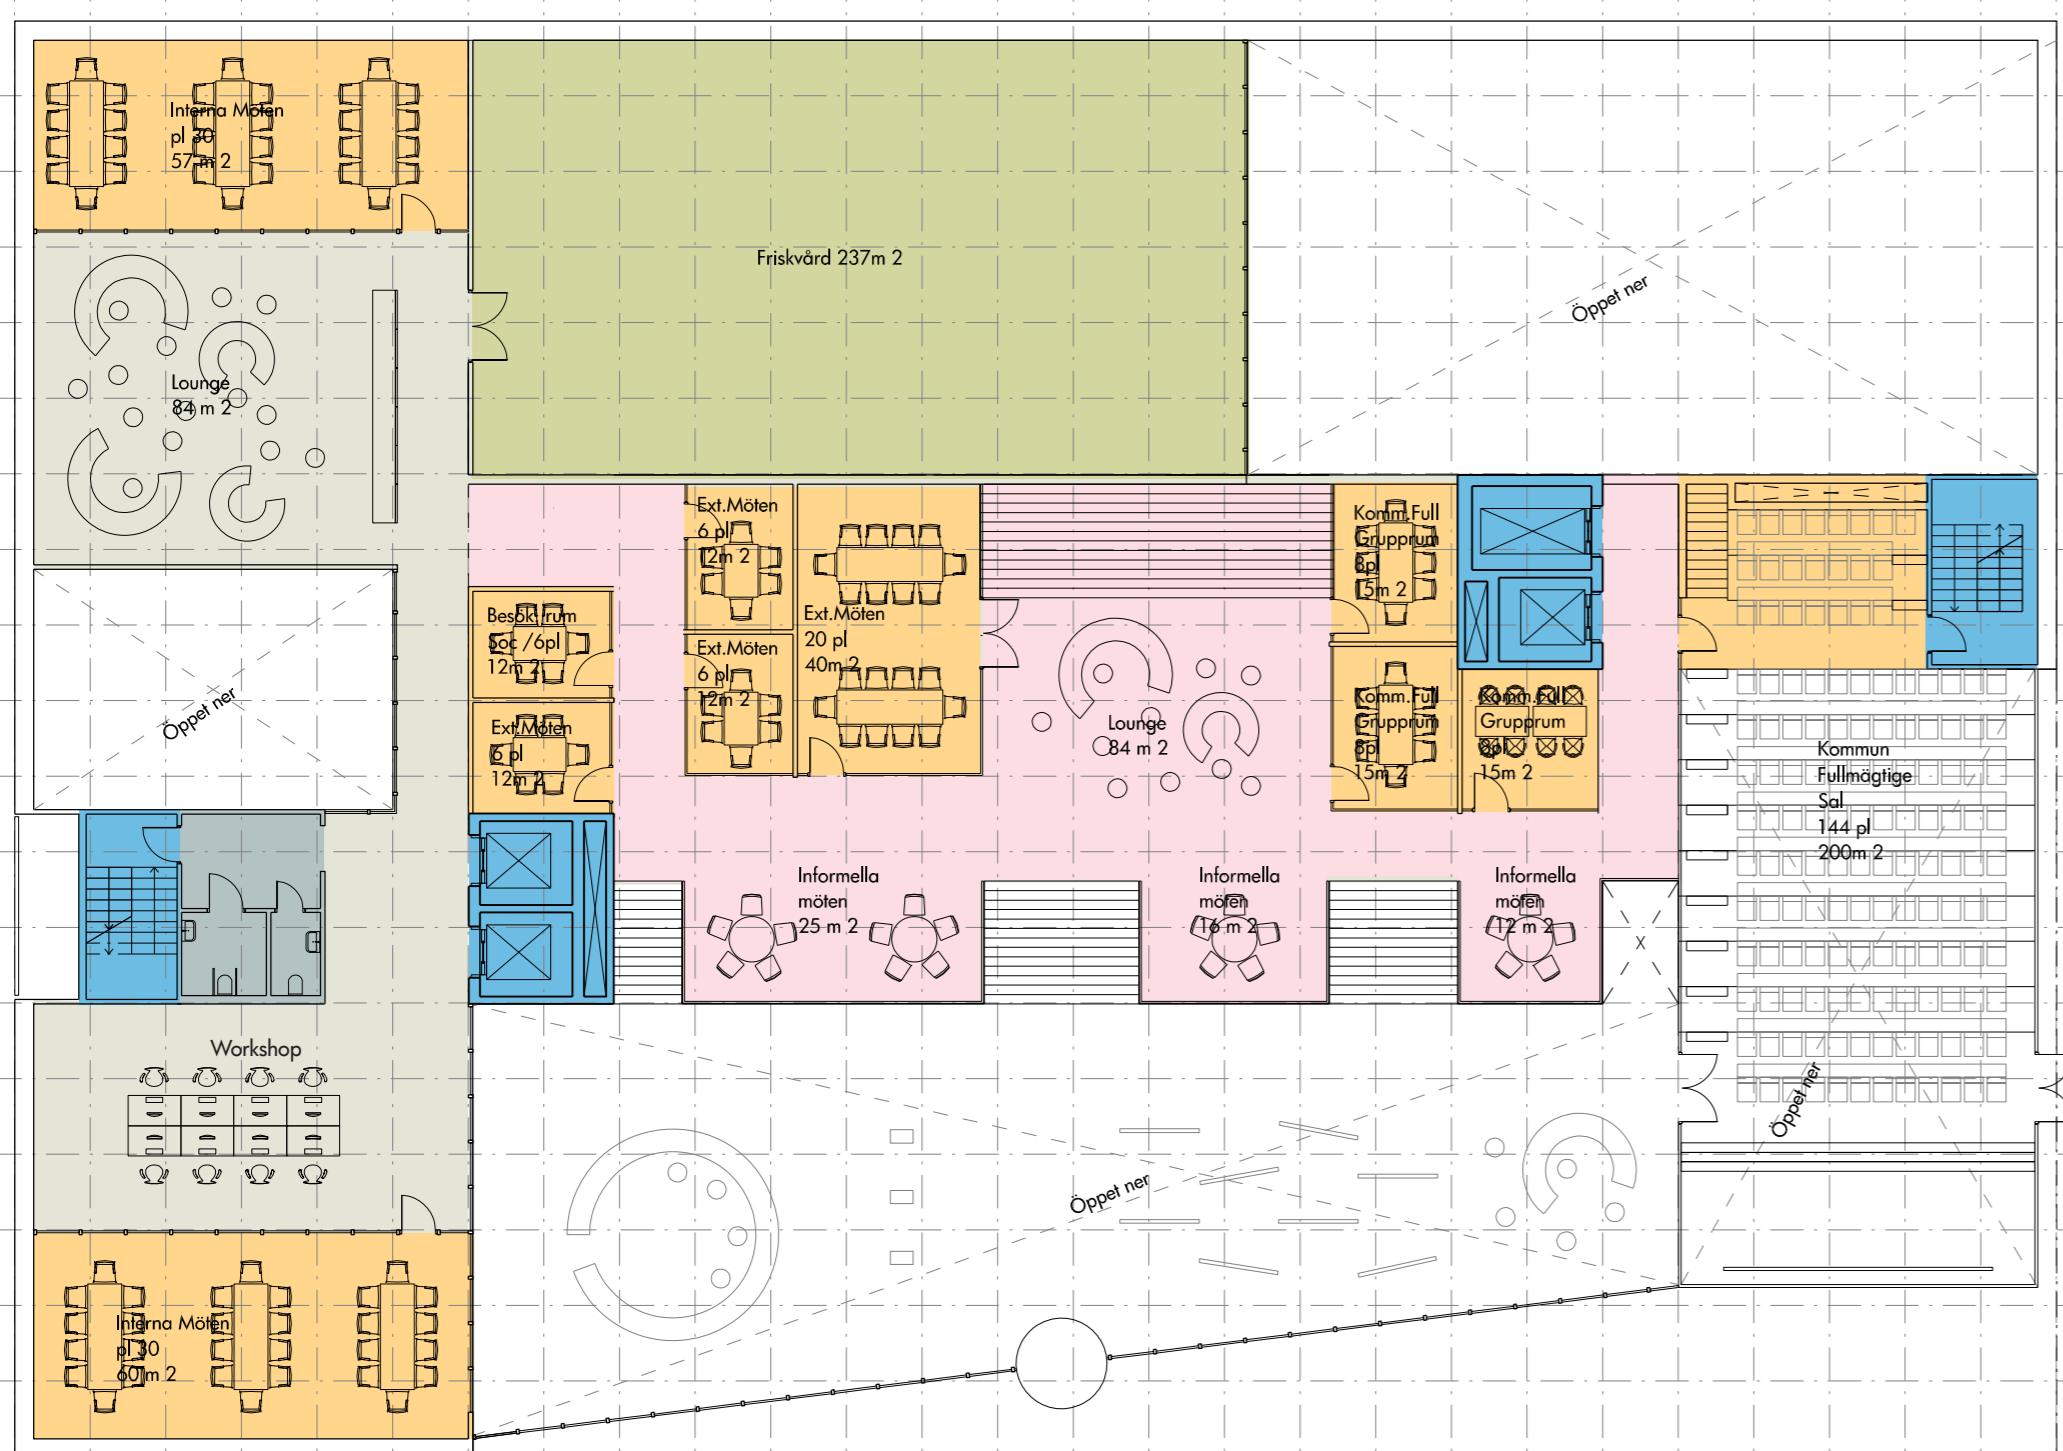 Interna Möten
pl 30
57 m 2
Friskvård 237m 2
Öppet ner
Lounge
84 m 2
Öppet ner
Ext.Möten
6 pl
12m 2
Ext.Möten
20 pl
40m 2
Ext.Möten
6 pl
12m 2
Besök rum
Soc /6pl
12m 2
Ext.Möten
6 pl
12m 2
Lounge
84 m 2
Komm.Full
Grupprum
8pl
15m 2
Komm.Full
Grupprum
8pl
15m 2
Komm.Full
Grupprum
8pl
15m 2
Kommun
Fullmägtige
Sal
144 pl
200m 2
Informella
möten
25 m 2
Informella
möten
16 m 2
Informella
möten
12 m 2
X
Workshop
Öppet ner
Öppet ner
Interna Möten
pl 30
60 m 2